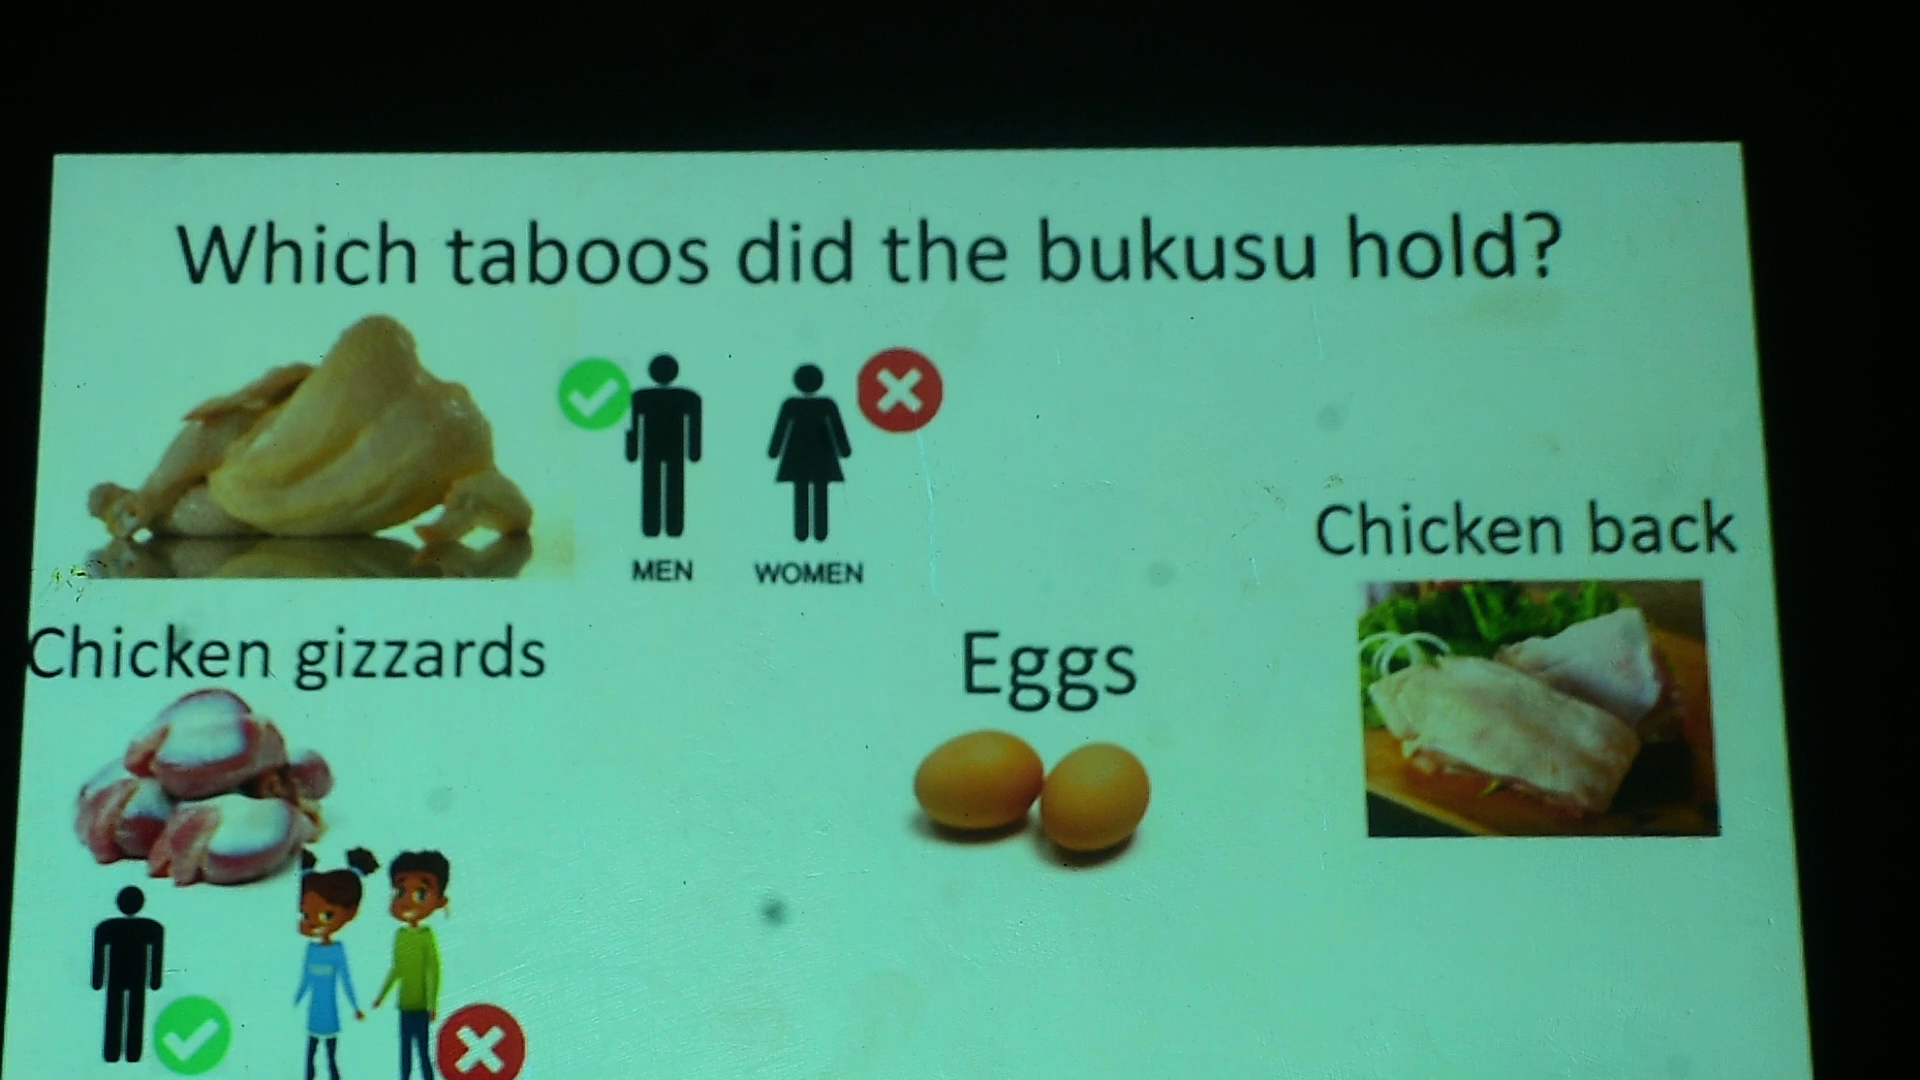 Which taboos did the bukusu hold?
MEN WOMEN
Chicken back
Chicken gizzards
Eggs